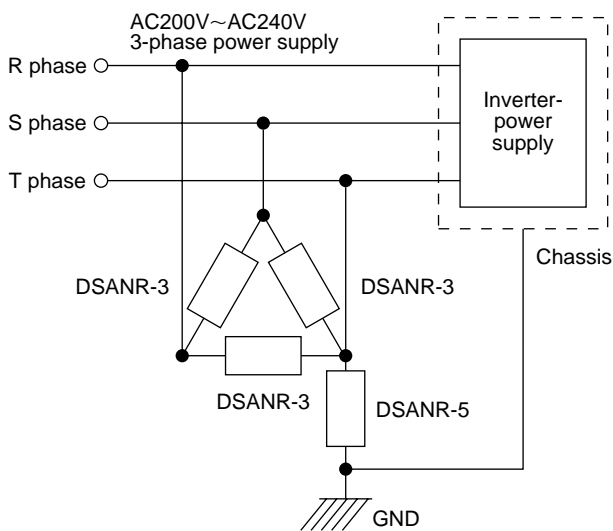 AC200V～AC240V
3-phase power supply
R phase
S phase
T phase
Inverter-
power
supply
Chassis
DSANR-3
DSANR-3
DSANR-3
DSANR-5
GND